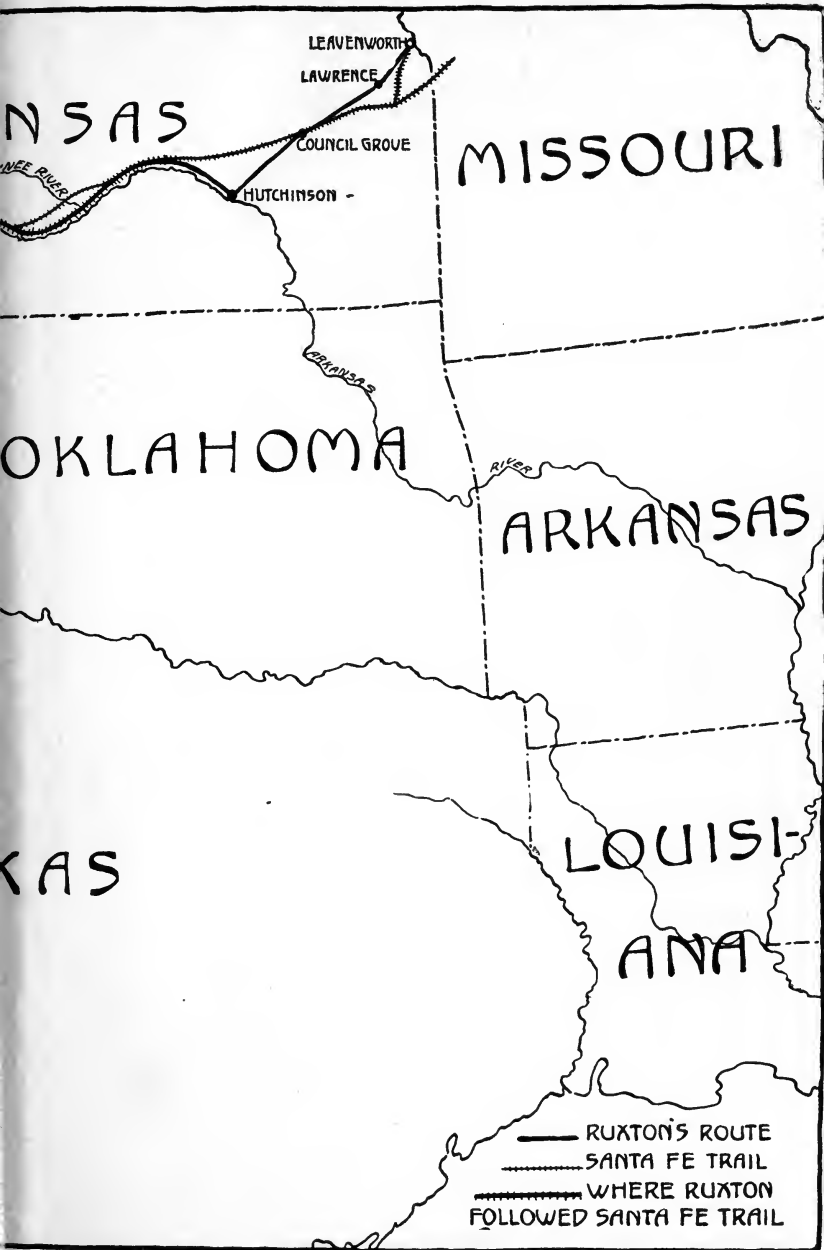 LEAVENWORTH
LAWRENCE
NSAS
COUNCIL GROVE
MISSOURI
NEE RIVER
HUTCHINSON
ARKANSAS
OKLAHOMA
RIVER
ARKANSAS
KAS
LOUISI-
ANA
RUXTON'S ROUTE
SANTA FE TRAIL
WHERE RUXTON
FOLLOWED SANTA FE TRAIL